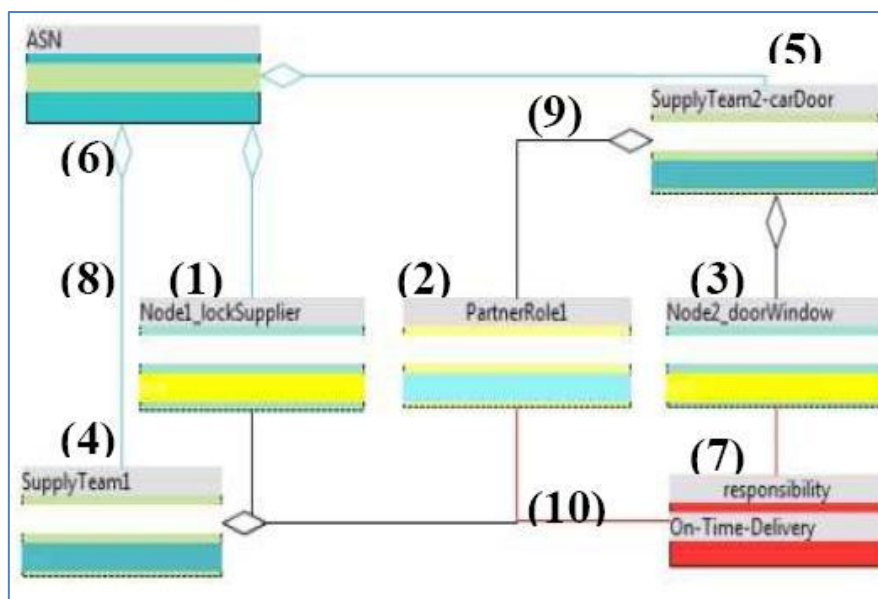 ASN
(5)
SupplyTeam2-carDoor
(9)
(6)
(8)
(1)
(2)
(3)
Node1_lockSupplier
PartnerRole1
Node2_doorWindow
(4)
(7)
SupplyTeam1
responsibility
(10)
On-Time-Delivery